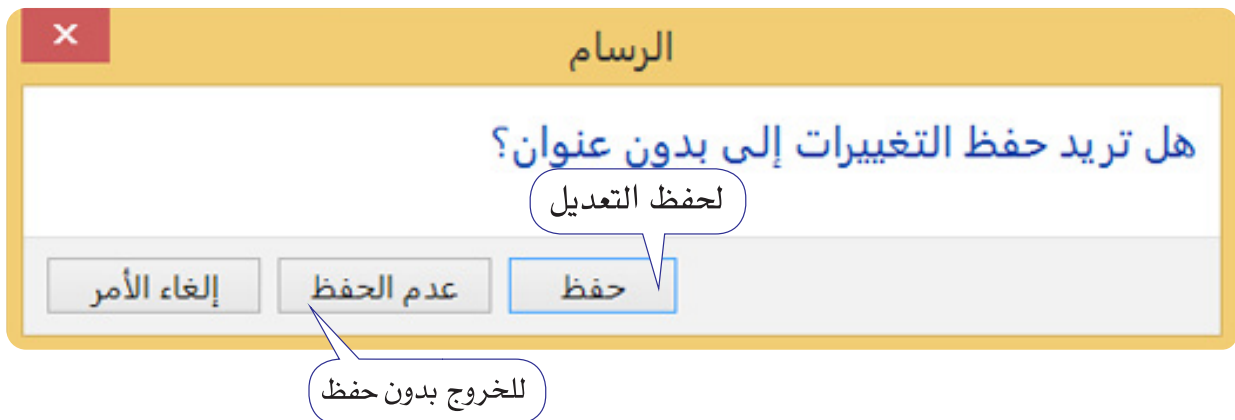 الرسام
هل تريد حفظ التغييرات إلى بدون عنوان؟
لحفظ التعديل
حفظ
عدم الحفظ
إلغاء الأمر
للخروج بدون حفظ